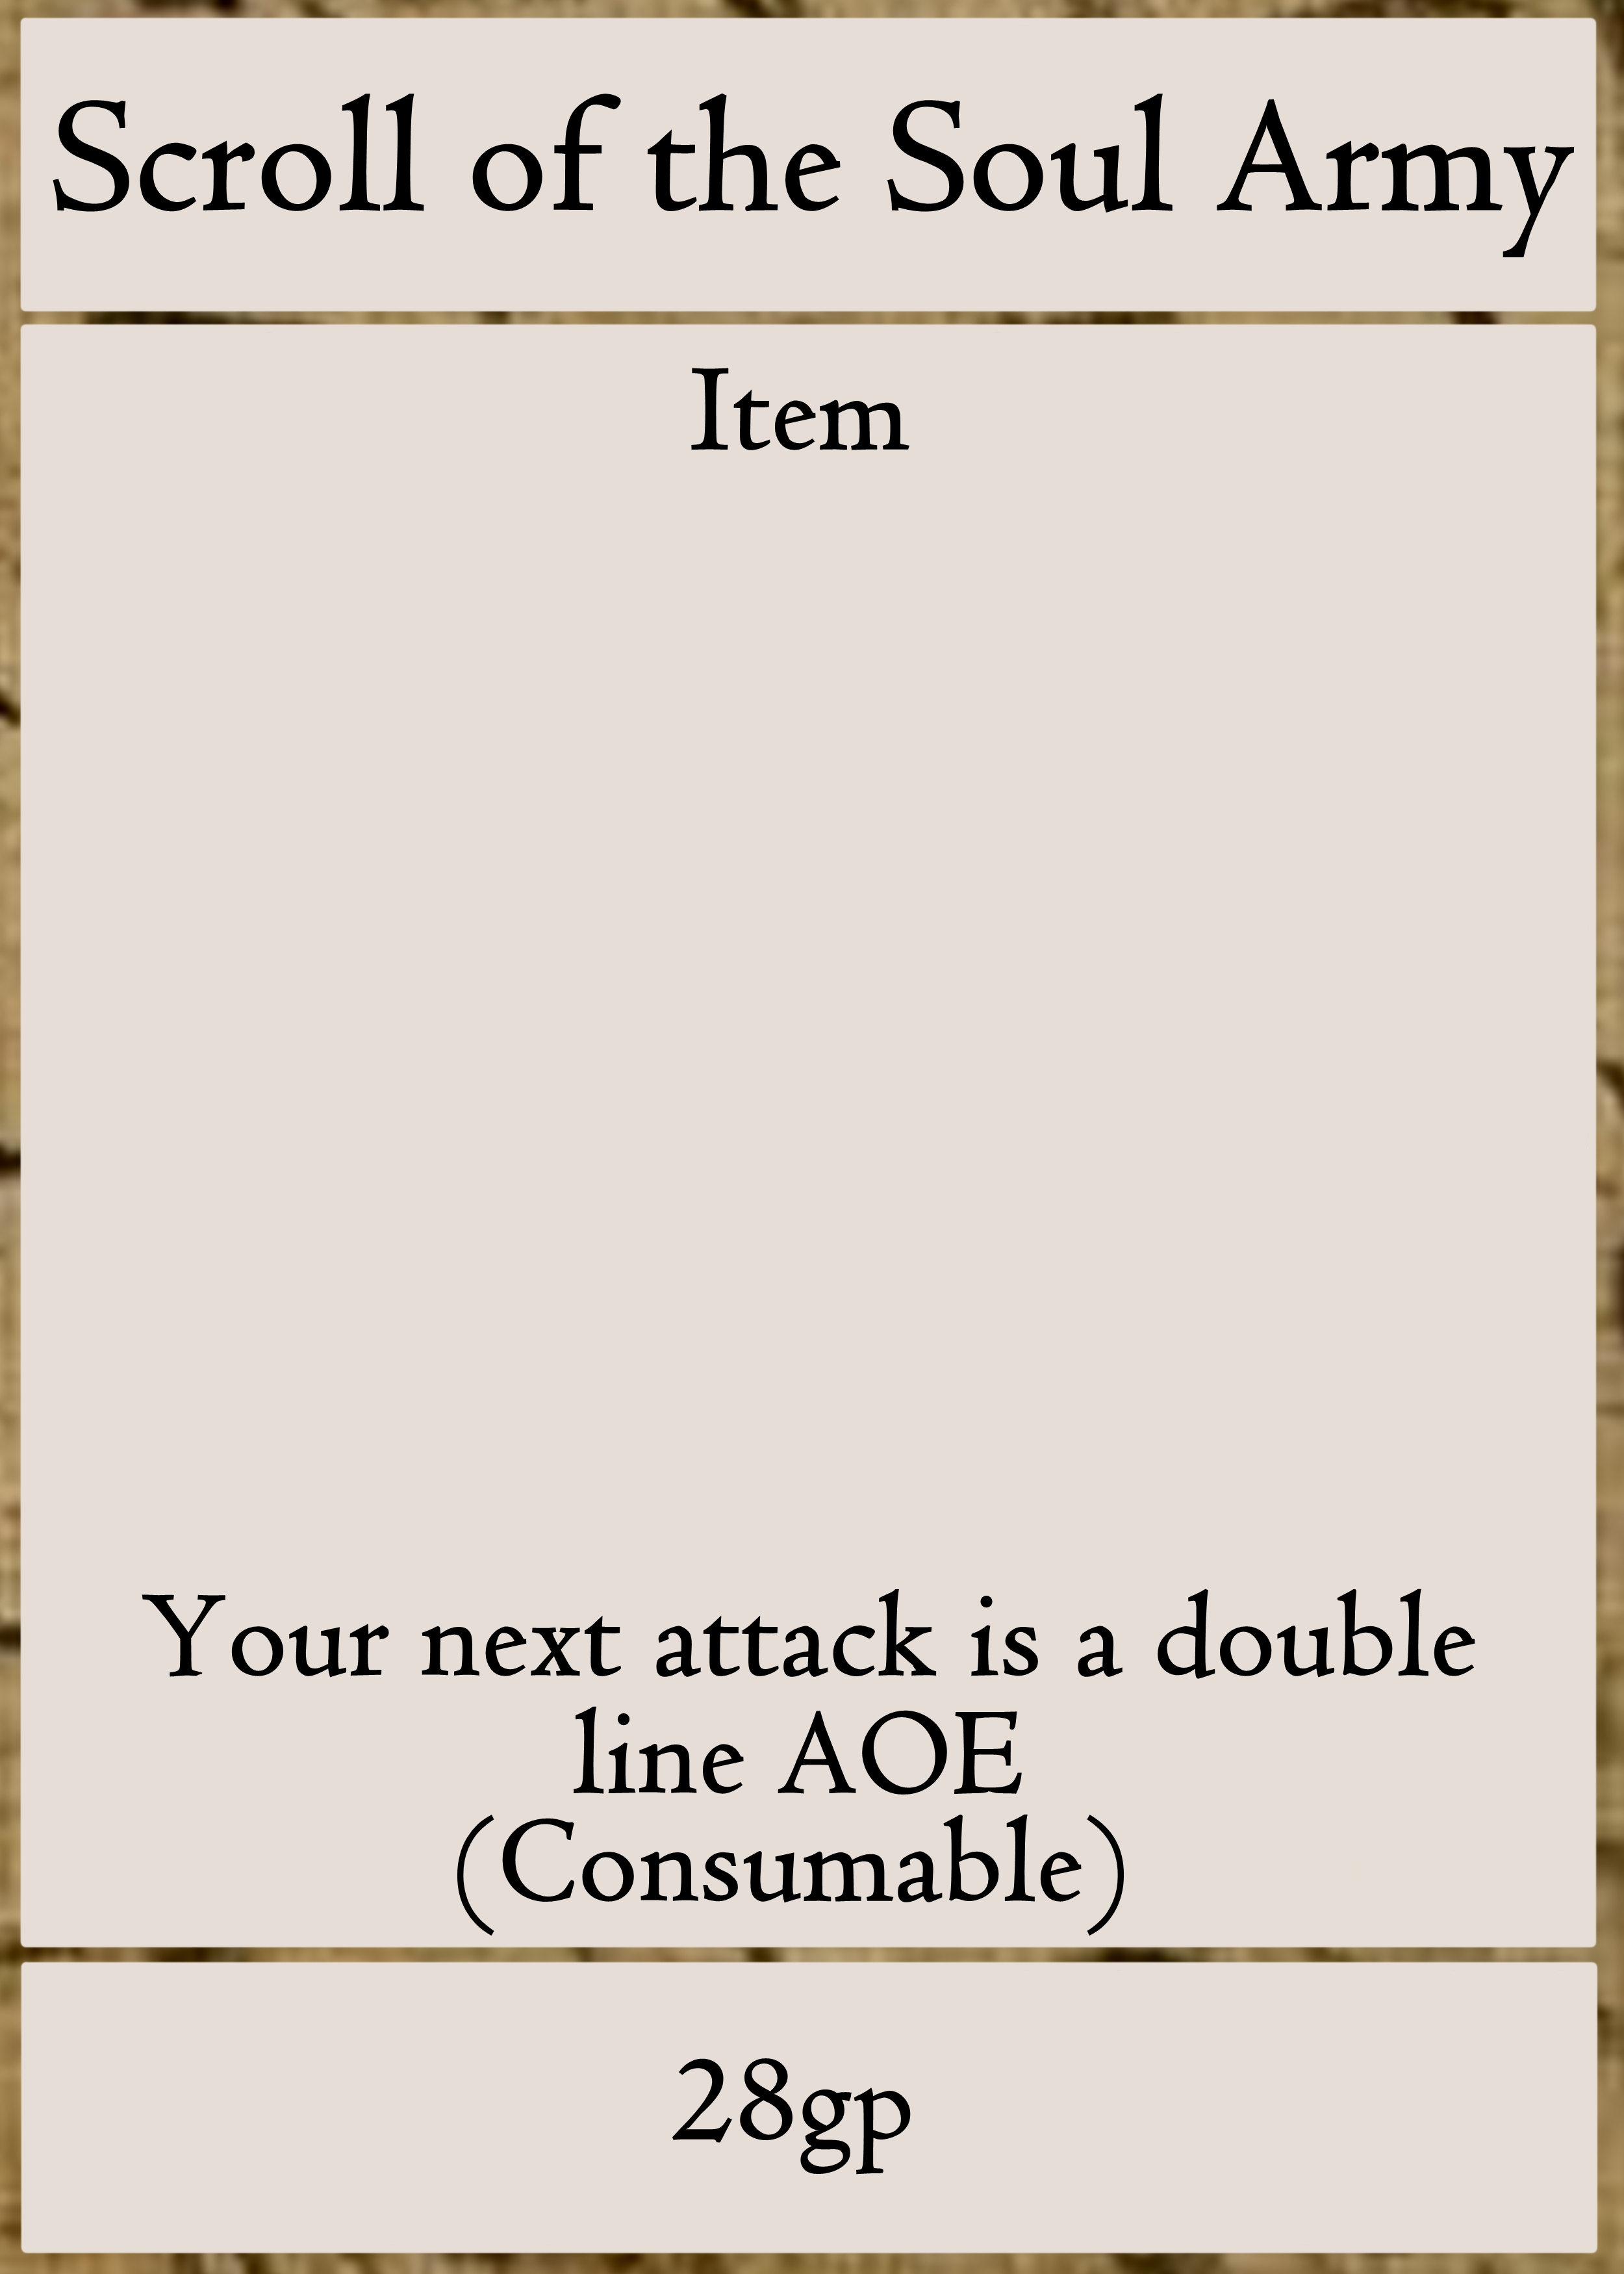 Scroll of the Soul Army
Item
Your next attack is a double
line AOE
(Consumable)
28gp